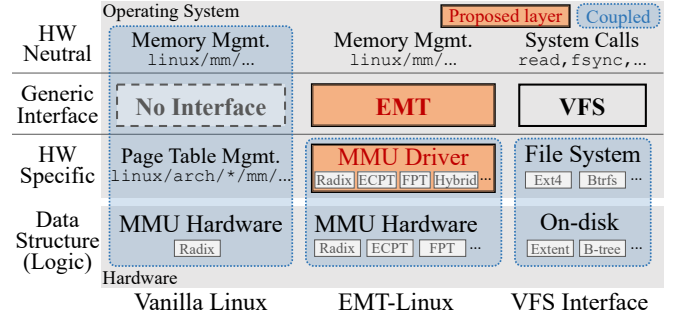 Operating System
Proposed layer
Coupled
HW
Neutral
Memory Mgmt.
linux/mm/...
Memory Mgmt.
linux/mm/...
System Calls
read,fsync,...
Generic
Interface
No Interface
EMT
VFS
HW
Specific
Page Table Mgmt.
linux/arch/*/mm/...
MMU Driver
Radix ECPT FPT Hybrid ...
File System
Ext4 Btrfs ...
Data
Structure
(Logic)
MMU Hardware
Radix
MMU Hardware
Radix ECPT FPT ...
On-disk
Extent B-tree ...
Hardware
Vanilla Linux
EMT-Linux
VFS Interface